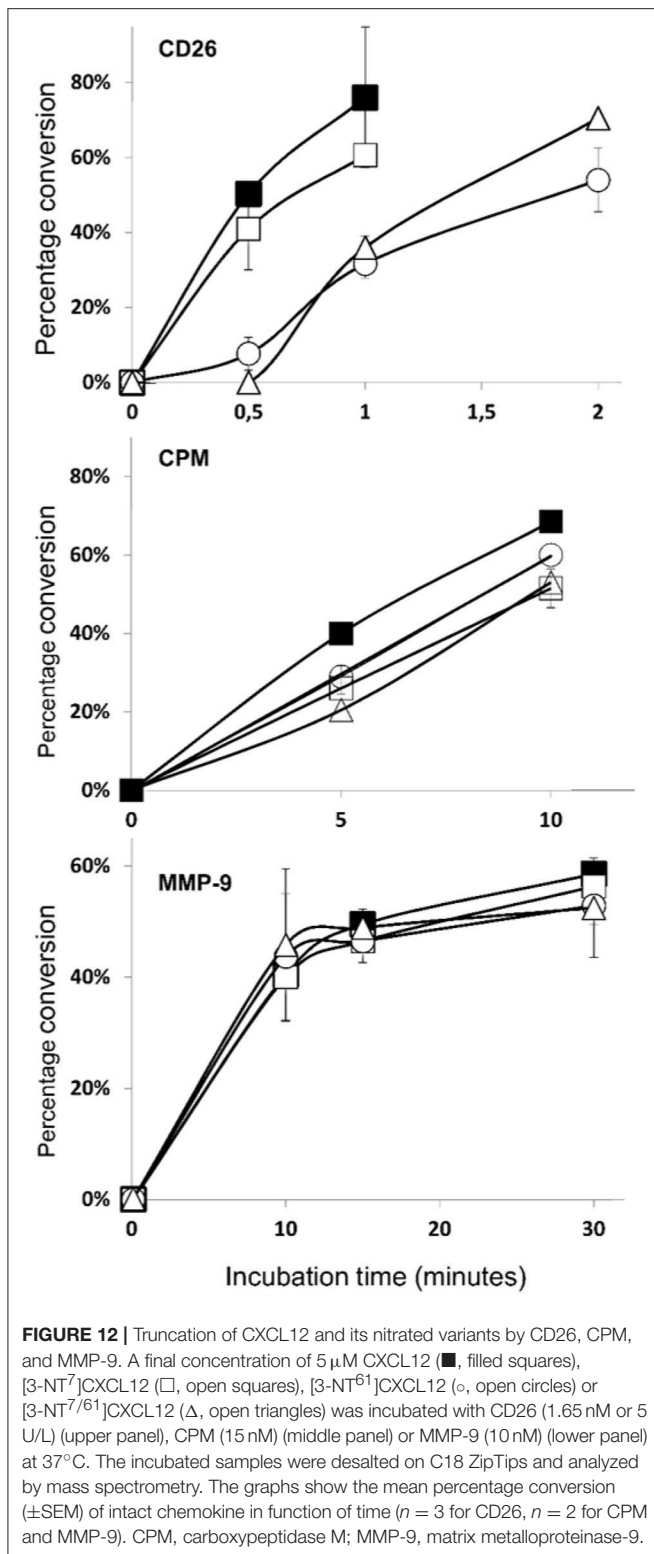 CD26
80%
60%
40%
20%
0%
Percentage conversion
0 0,5 1 1,5 2
CPM
80%
60%
40%
20%
0%
Percentage conversion
0 5 10
MMP-9
60%
40%
20%
0%
Percentage conversion
0 10 20 30
Incubation time (minutes)
FIGURE 12 | Truncation of CXCL12 and its nitrated variants by CD26, CPM,
and MMP-9. A final concentration of 5 μM CXCL12 (■, filled squares),
[3-NT⁷]CXCL12 (□, open squares), [3-NT⁶¹]CXCL12 (○, open circles) or
[3-NT⁷ᐟ⁶¹]CXCL12 (Δ, open triangles) was incubated with CD26 (1.65 nM or 5
U/L) (upper panel), CPM (15 nM) (middle panel) or MMP-9 (10 nM) (lower panel)
at 37°C. The incubated samples were desalted on C18 ZipTips and analyzed
by mass spectrometry. The graphs show the mean percentage conversion
(±SEM) of intact chemokine in function of time (n = 3 for CD26, n = 2 for CPM
and MMP-9). CPM, carboxypeptidase M; MMP-9, matrix metalloproteinase-9.